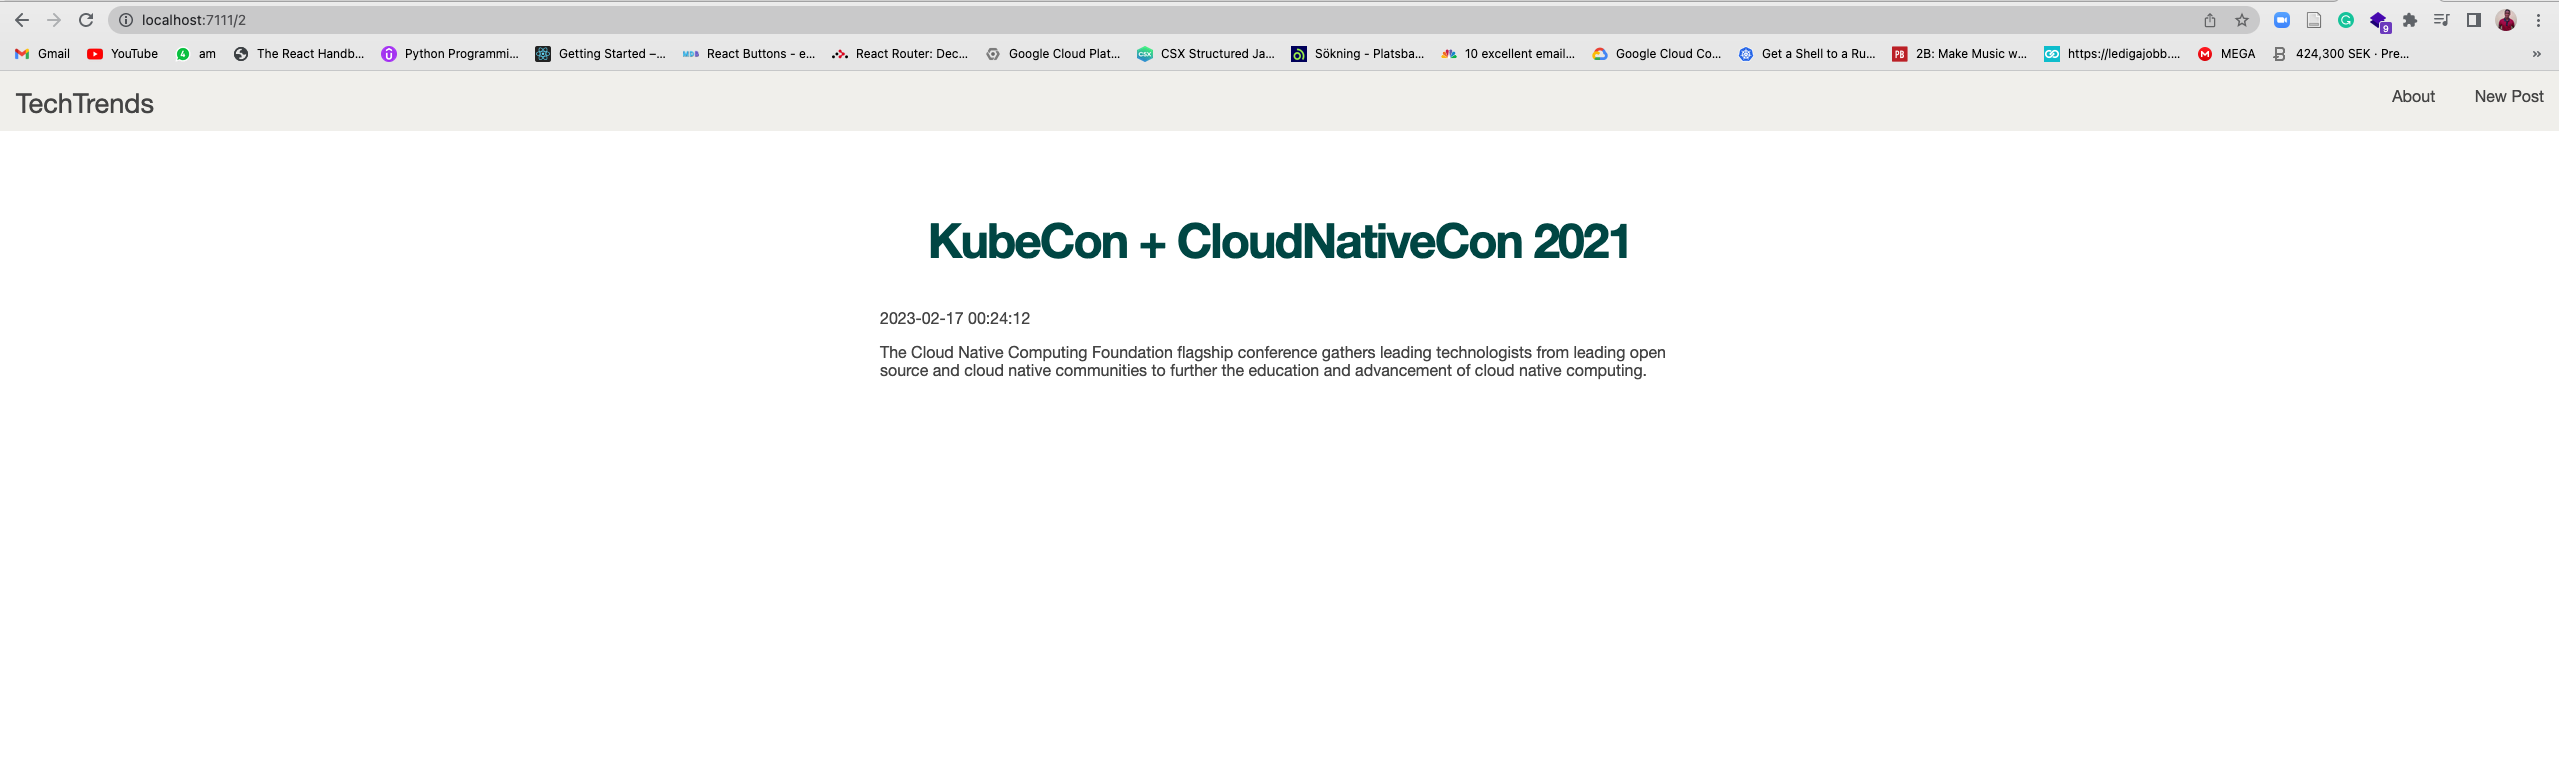 localhost:7111/2
9
Gmail YouTube am The React Handb... Python Programmi... Getting Started –... MDB React Buttons - e... React Router: Dec... Google Cloud Plat... CSX CSX Structured Ja... Sökning - Platsba... 10 excellent email... Google Cloud Co... Get a Shell to a Ru... PB 2B: Make Music w... https://ledigajobb.... MEGA 424,300 SEK · Pre... »
TechTrends About New Post
KubeCon + CloudNativeCon 2021
2023-02-17 00:24:12
The Cloud Native Computing Foundation flagship conference gathers leading technologists from leading open
source and cloud native communities to further the education and advancement of cloud native computing.